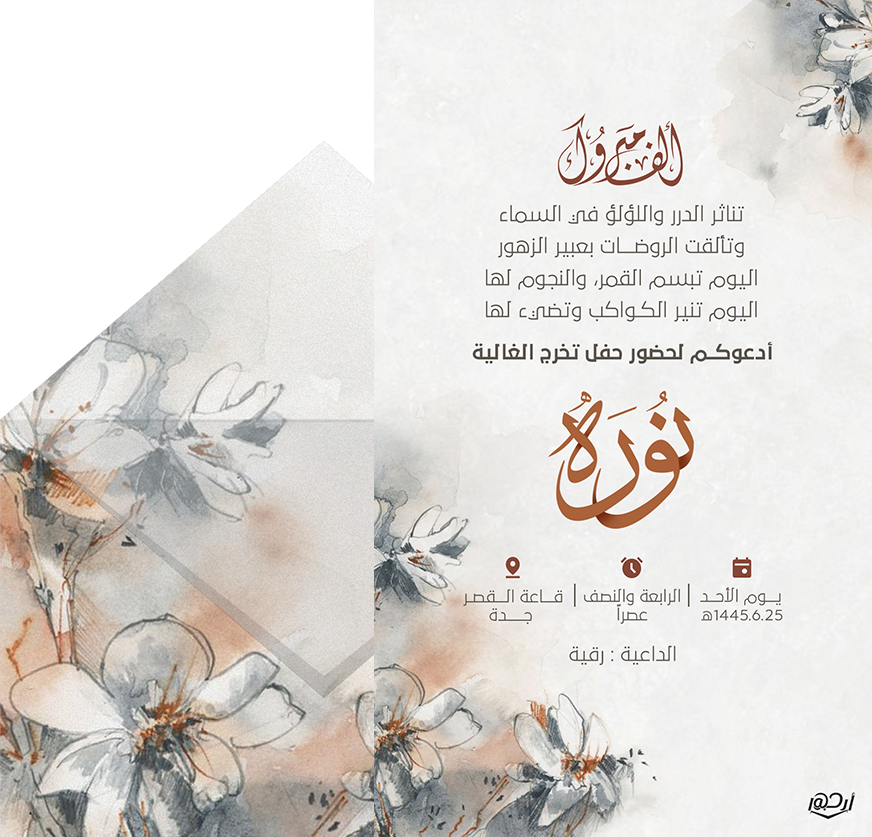 ألف مبروك
تناثر الدرر واللؤلؤ في السماء
وتألقت الروضات بعبير الزهور
اليوم تبسم القمر، والنجوم لها
اليوم تنير الكواكب وتضيء لها
أدعوكم لحضور حفل تخرج الغالية
نوره
يوم الأحد | الرابعة والنصف | قاعة القصر
1445.6.25هـ عصراً جدة
الداعية : رقية